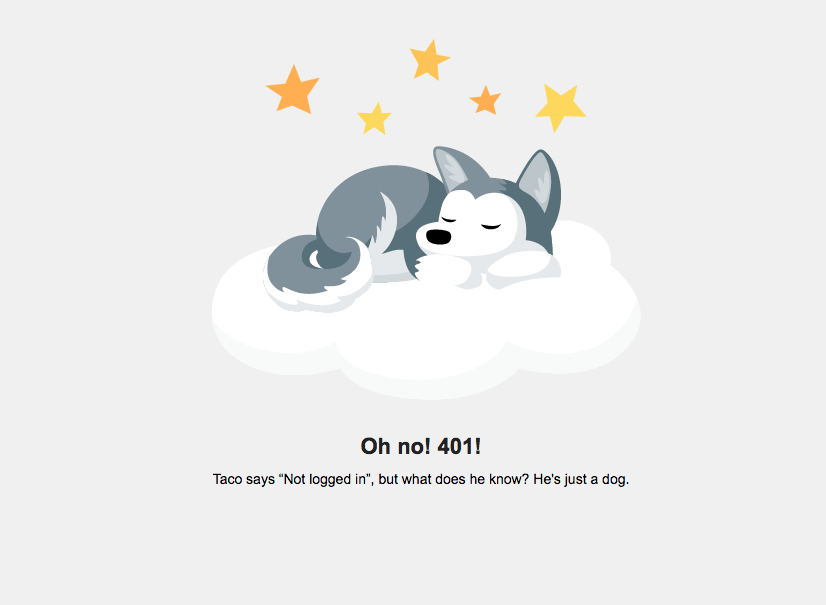 Oh no! 401!
Taco says “Not logged in”, but what does he know? He's just a dog.